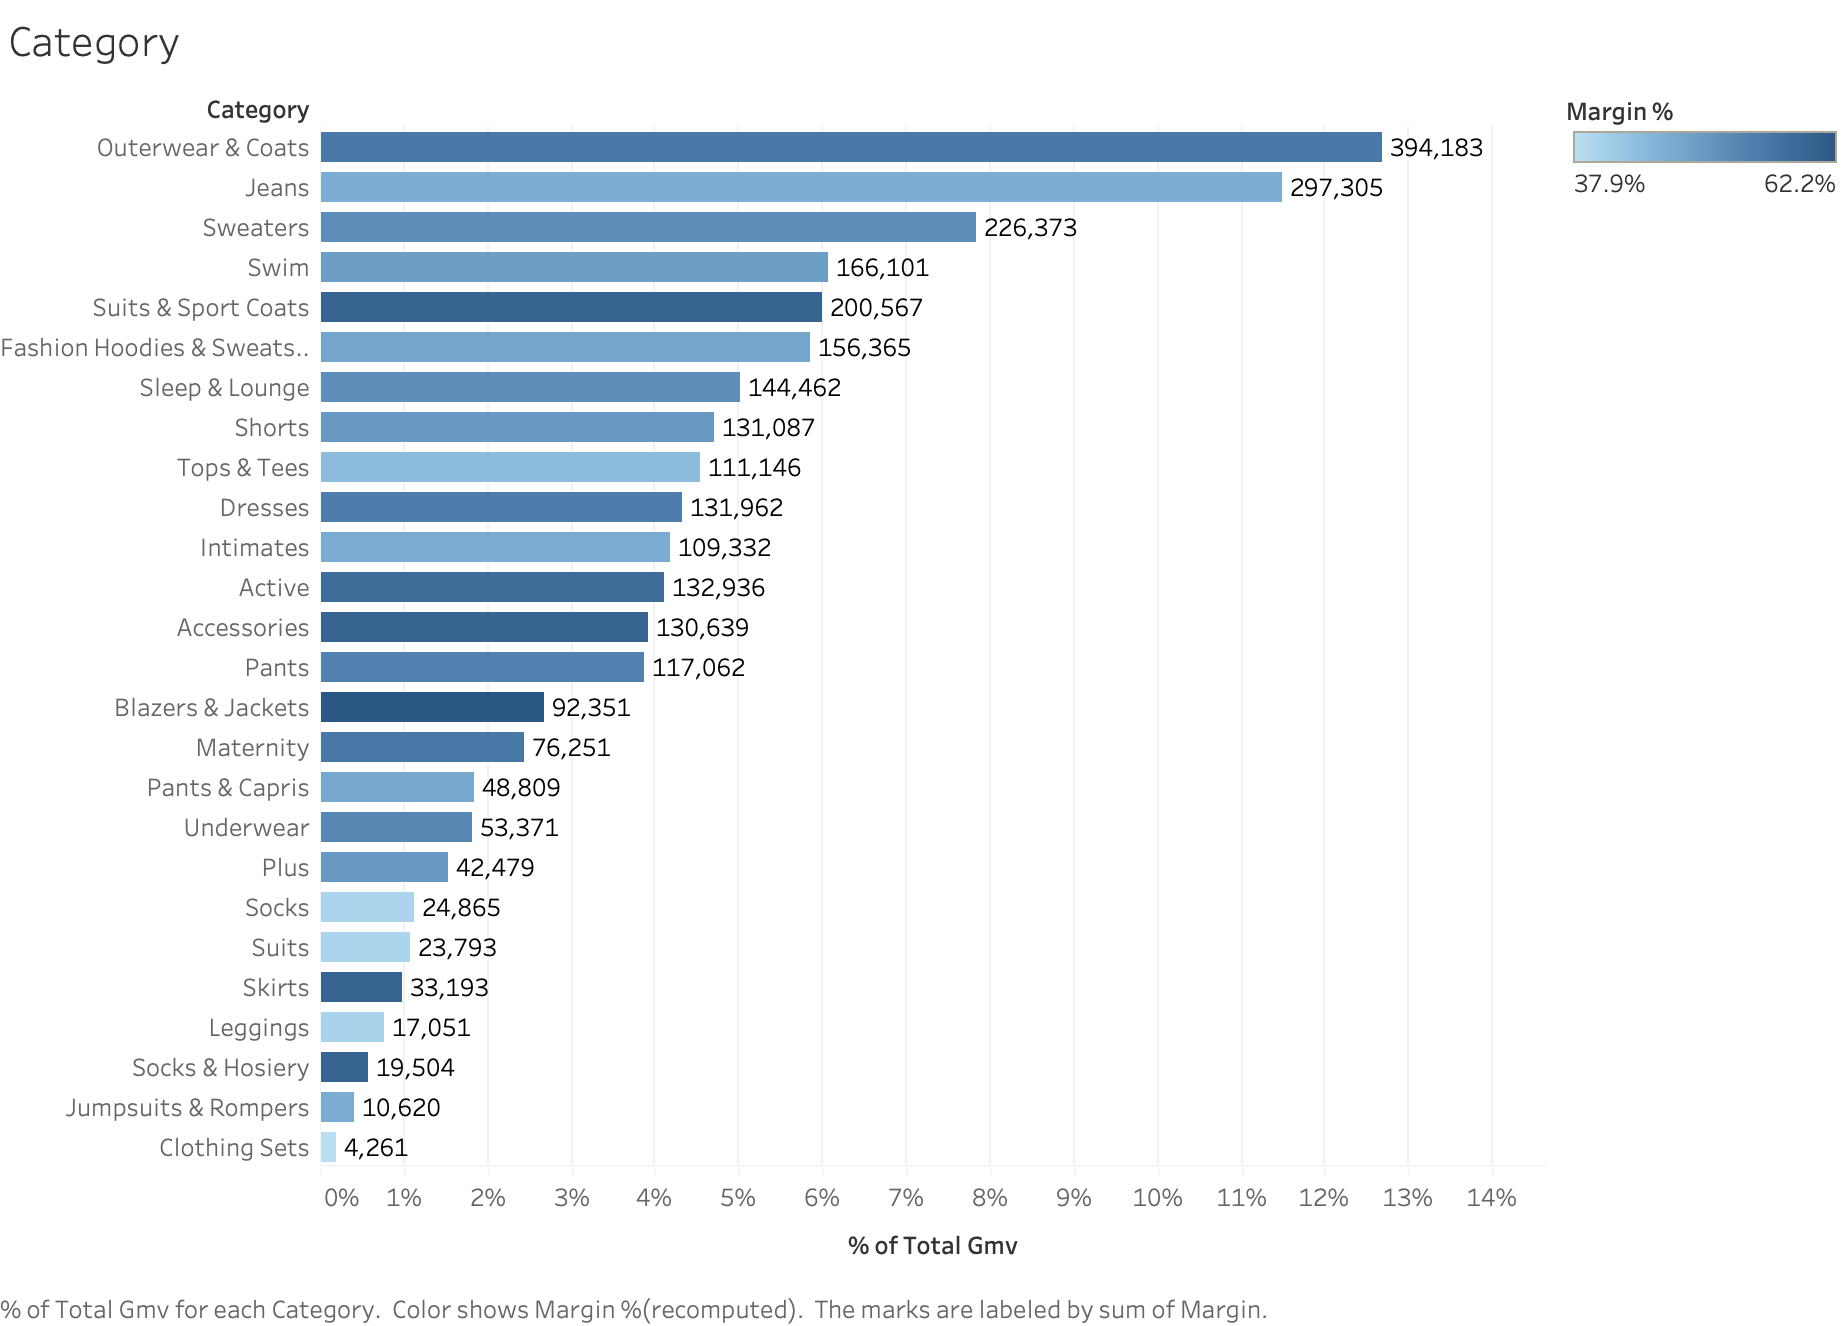 Category
Category
Outerwear & Coats 394,183
Jeans 297,305
Sweaters 226,373
Swim 166,101
Suits & Sport Coats 200,567
Fashion Hoodies & Sweats.. 156,365
Sleep & Lounge 144,462
Shorts 131,087
Tops & Tees 111,146
Dresses 131,962
Intimates 109,332
Active 132,936
Accessories 130,639
Pants 117,062
Blazers & Jackets 92,351
Maternity 76,251
Pants & Capris 48,809
Underwear 53,371
Plus 42,479
Socks 24,865
Suits 23,793
Skirts 33,193
Leggings 17,051
Socks & Hosiery 19,504
Jumpsuits & Rompers 10,620
Clothing Sets 4,261
0% 1% 2% 3% 4% 5% 6% 7% 8% 9% 10% 11% 12% 13% 14%
% of Total Gmv
Margin %
37.9% 62.2%
% of Total Gmv for each Category. Color shows Margin %(recomputed). The marks are labeled by sum of Margin.